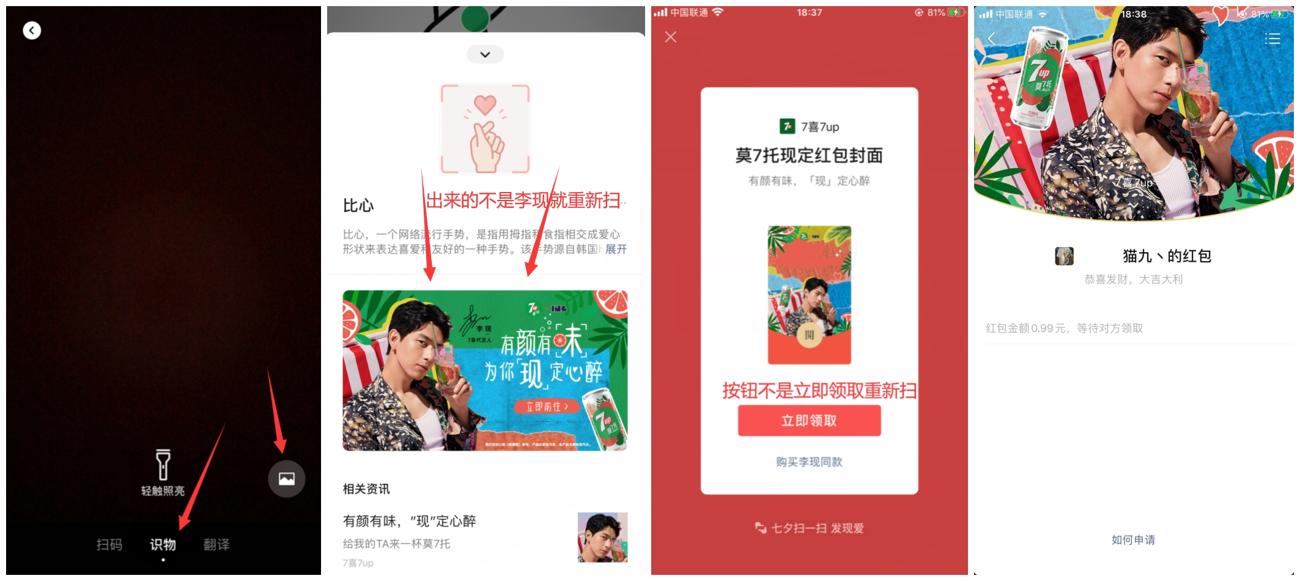 轻触照亮
扫码 识物 翻译
比心
出来的不是李现就重新扫
比心，一个网络流行手势，是指用拇指和食指相交成爱心
形状来表达喜爱和友好的一种手势。该手势源自韩国 展开
7up
李现
7喜代言人
有颜有味
为你「现」定心醉
立即前往 >
7up
相关资讯
有颜有味，“现”定心醉
给我的TA来一杯莫7托
7喜7up
中国联通 18:37 81%
7喜7up
莫7托现定红包封面
有颜有味，「现」定心醉
開
按钮不是立即领取重新扫
立即领取
购买李现同款
七夕扫一扫 发现爱
中国联通 18:38 81%
7up
莫7托
7喜7up
猫九丶的红包
恭喜发财，大吉大利
红包金额0.99元，等待对方领取
如何申请